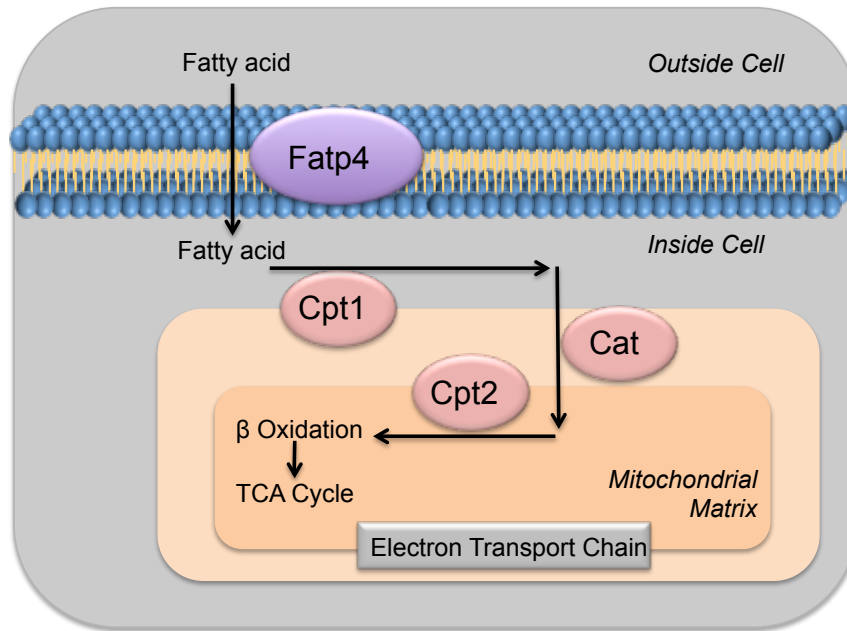 Fatty acid
Outside Cell
Fatp4
Fatty acid
Inside Cell
Cpt1
Cat
Cpt2
β Oxidation
TCA Cycle
Mitochondrial
Matrix
Electron Transport Chain